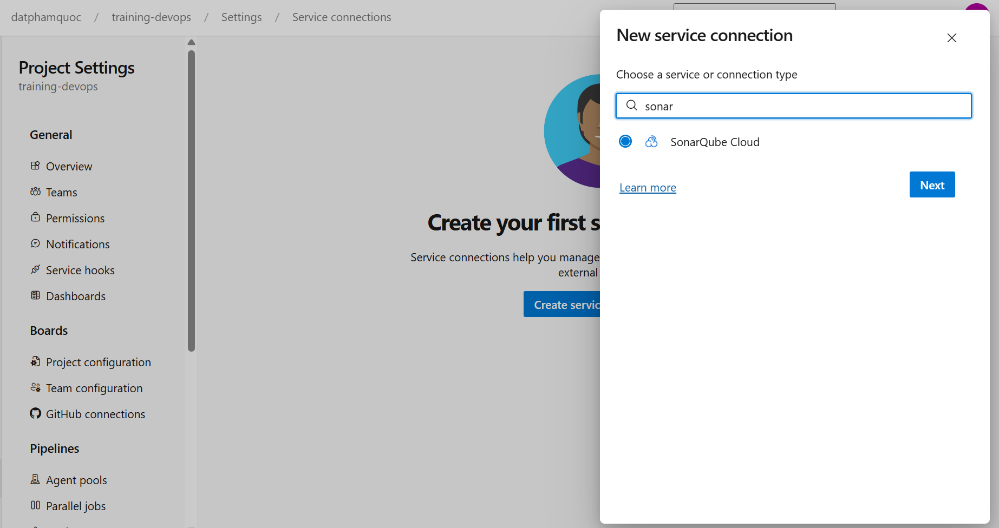 datphamquoc / training-devops / Settings / Service connections
Project Settings
training-devops
General
Overview
Teams
Permissions
Notifications
Service hooks
Dashboards
Boards
Project configuration
Team configuration
GitHub connections
Pipelines
Agent pools
Parallel jobs
Create your first s
Service connections help you manage
external
Create servic
New service connection
Choose a service or connection type
sonar
SonarQube Cloud
Learn more
Next